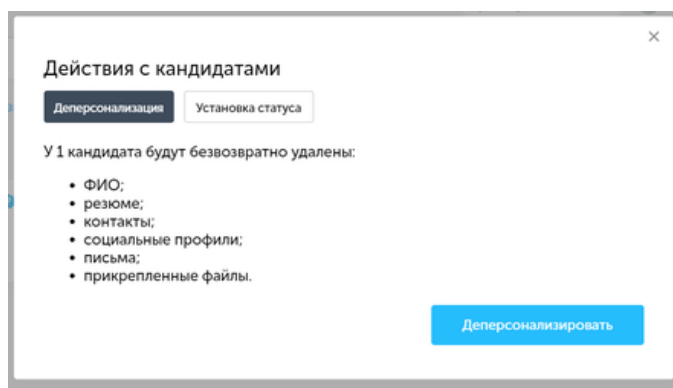 Действия с кандидатами
Деперсонализация Установка статуса
У 1 кандидата будут безвозвратно удалены:
• ФИО;
• резюме;
• контакты;
• социальные профили;
• письма;
• прикрепленные файлы.
Деперсонализировать